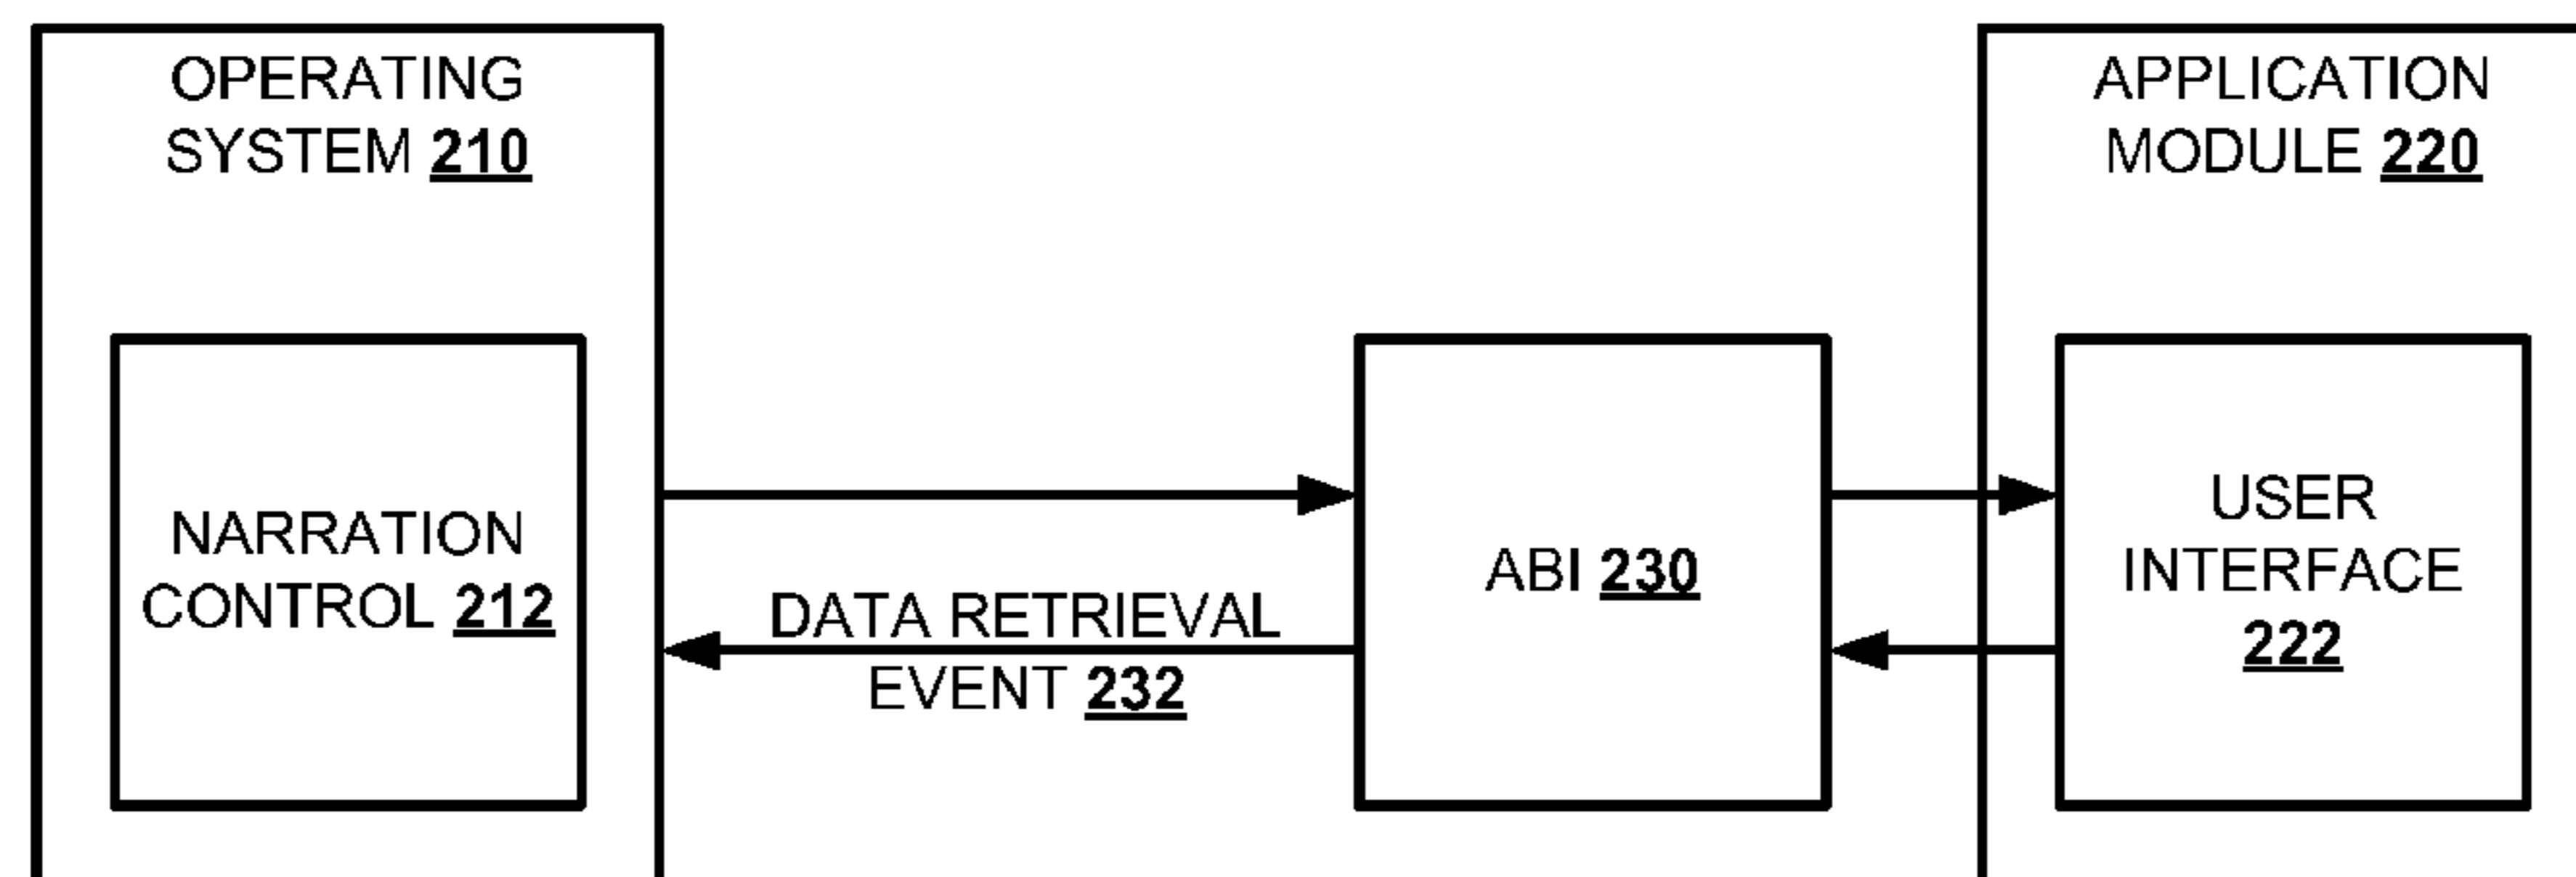 OPERATING
SYSTEM 210
APPLICATION
MODULE 220
NARRATION
CONTROL 212
DATA RETRIEVAL
EVENT 232
ABI 230
USER
INTERFACE
222